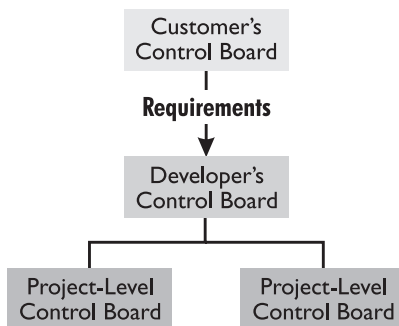 Customer's
Control Board
Requirements
Developer's
Control Board
Project-Level
Control Board
Project-Level
Control Board